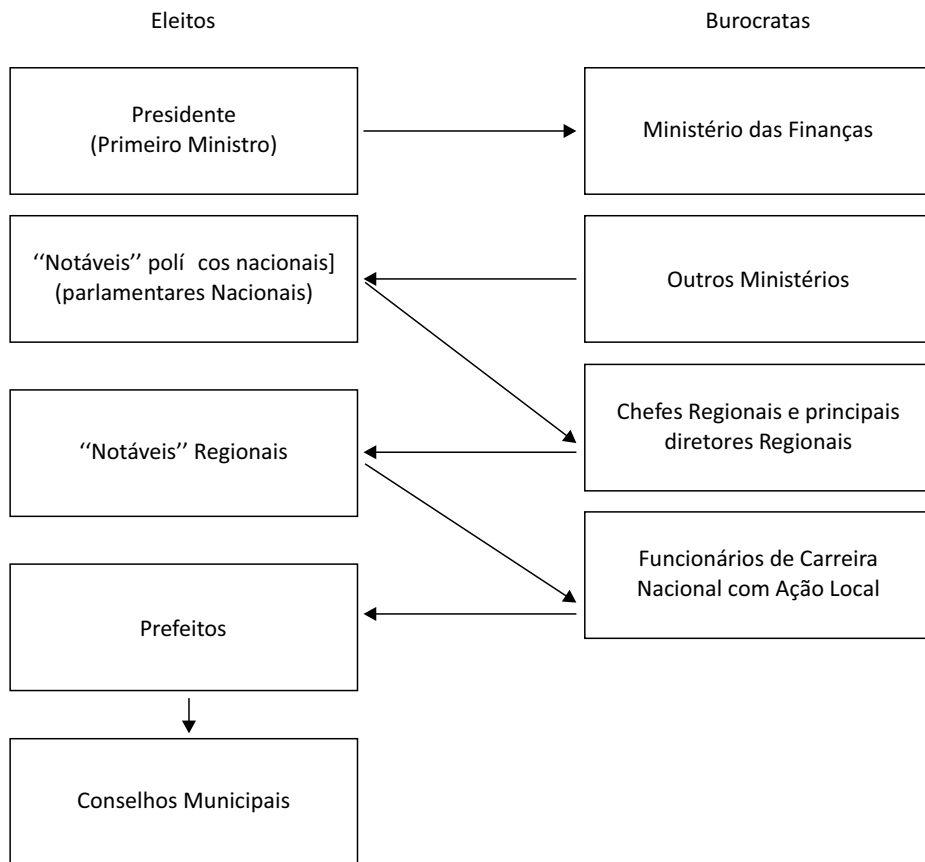 Eleitos
Burocratas
Presidente
(Primeiro Ministro)
Ministério das Finanças
“Notáveis” polí cos nacionais]
(parlamentares Nacionais)
Outros Ministérios
Chefes Regionais e principais
diretores Regionais
“Notáveis” Regionais
Funcionários de Carreira
Nacional com Ação Local
Prefeitos
Conselhos Municipais